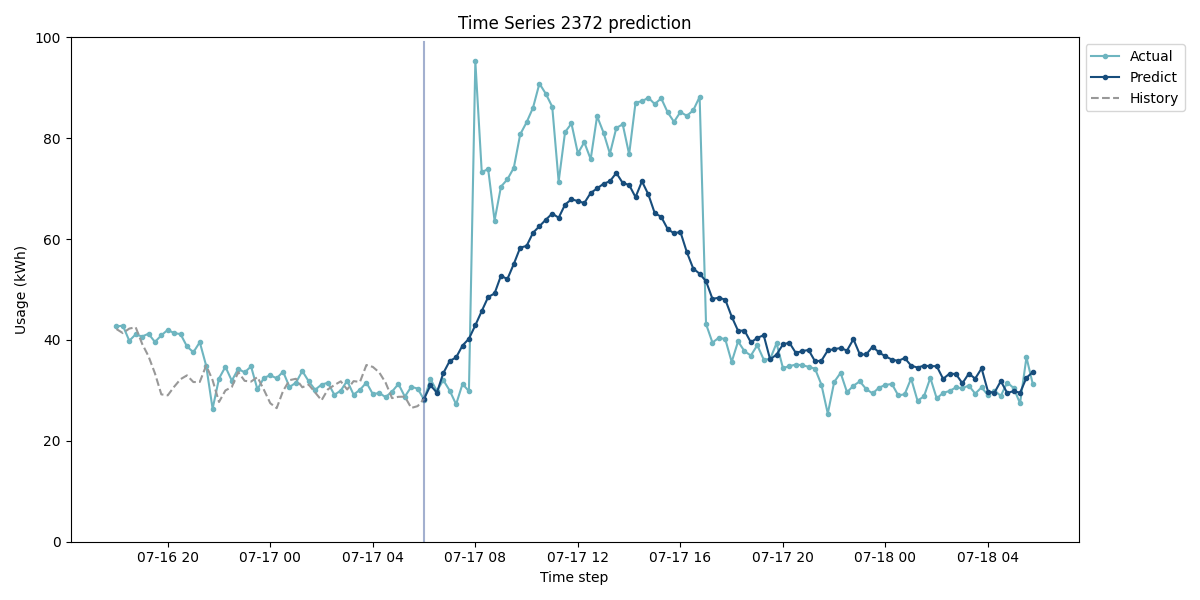 Time Series 2372 prediction
Actual
Predict
History
Usage (kWh)
100
80
60
40
20
0
07-16 20
07-17 00
07-17 04
07-17 08
07-17 12
07-17 16
07-17 20
07-18 00
07-18 04
Time step